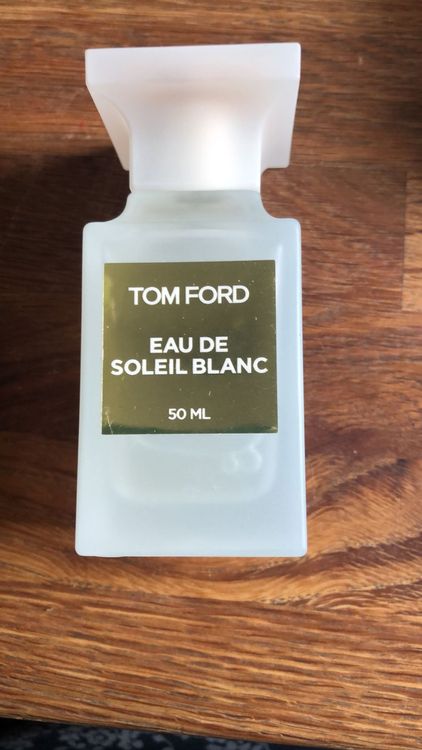 TOM FORD
EAU DE
SOLEIL BLANC
50 ML